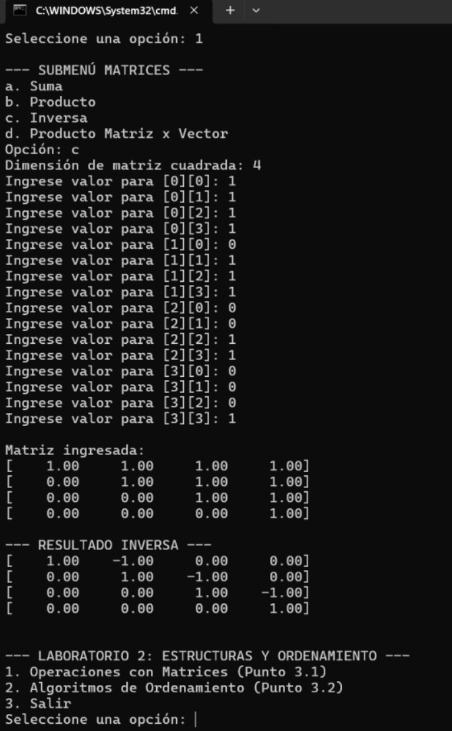 C:\WINDOWS\System32\cmd.
Seleccione una opción: 1
--- SUBMENÚ MATRICES ---
a. Suma
b. Producto
c. Inversa
d. Producto Matriz x Vector
Opción: c
Dimensión de matriz cuadrada: 4
Ingrese valor para [0][0]: 1
Ingrese valor para [0][1]: 1
Ingrese valor para [0][2]: 1
Ingrese valor para [0][3]: 1
Ingrese valor para [1][0]: 0
Ingrese valor para [1][1]: 1
Ingrese valor para [1][2]: 1
Ingrese valor para [1][3]: 1
Ingrese valor para [2][0]: 0
Ingrese valor para [2][1]: 0
Ingrese valor para [2][2]: 1
Ingrese valor para [2][3]: 1
Ingrese valor para [3][0]: 0
Ingrese valor para [3][1]: 0
Ingrese valor para [3][2]: 0
Ingrese valor para [3][3]: 1
Matriz ingresada:
[    1.00     1.00     1.00     1.00]
[    0.00     1.00     1.00     1.00]
[    0.00     0.00     1.00     1.00]
[    0.00     0.00     0.00     1.00]
--- RESULTADO INVERSA ---
[    1.00    -1.00     0.00     0.00]
[    0.00     1.00    -1.00     0.00]
[    0.00     0.00     1.00    -1.00]
[    0.00     0.00     0.00     1.00]
--- LABORATORIO 2: ESTRUCTURAS Y ORDENAMIENTO ---
1. Operaciones con Matrices (Punto 3.1)
2. Algoritmos de Ordenamiento (Punto 3.2)
3. Salir
Seleccione una opción: